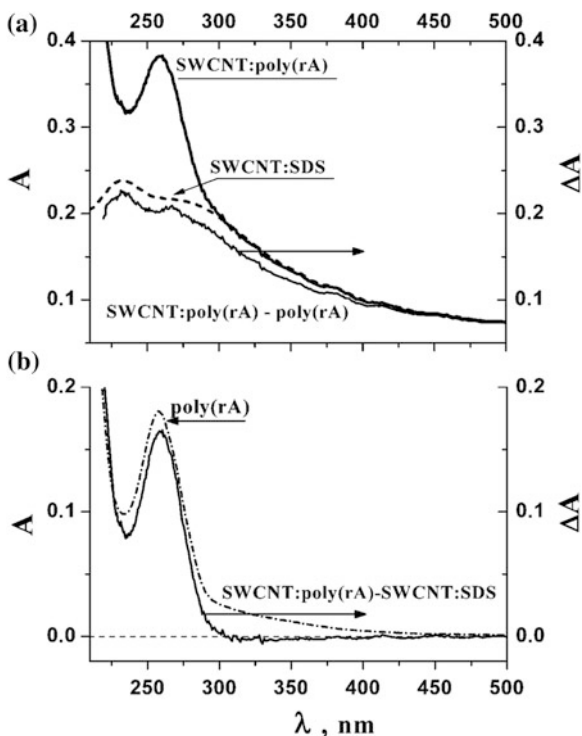 (a)
250 300 350 400 450 500
0.4 0.4
SWCNT:poly(rA)
0.3 0.3
SWCNT:SDS
A ΔA
0.2 0.2
0.1 0.1
SWCNT:poly(rA) - poly(rA)
(b)
0.2 0.2
poly(rA)
A ΔA
0.1 0.1
SWCNT:poly(rA)-SWCNT:SDS
0.0 0.0
250 300 350 400 450 500
λ , nm